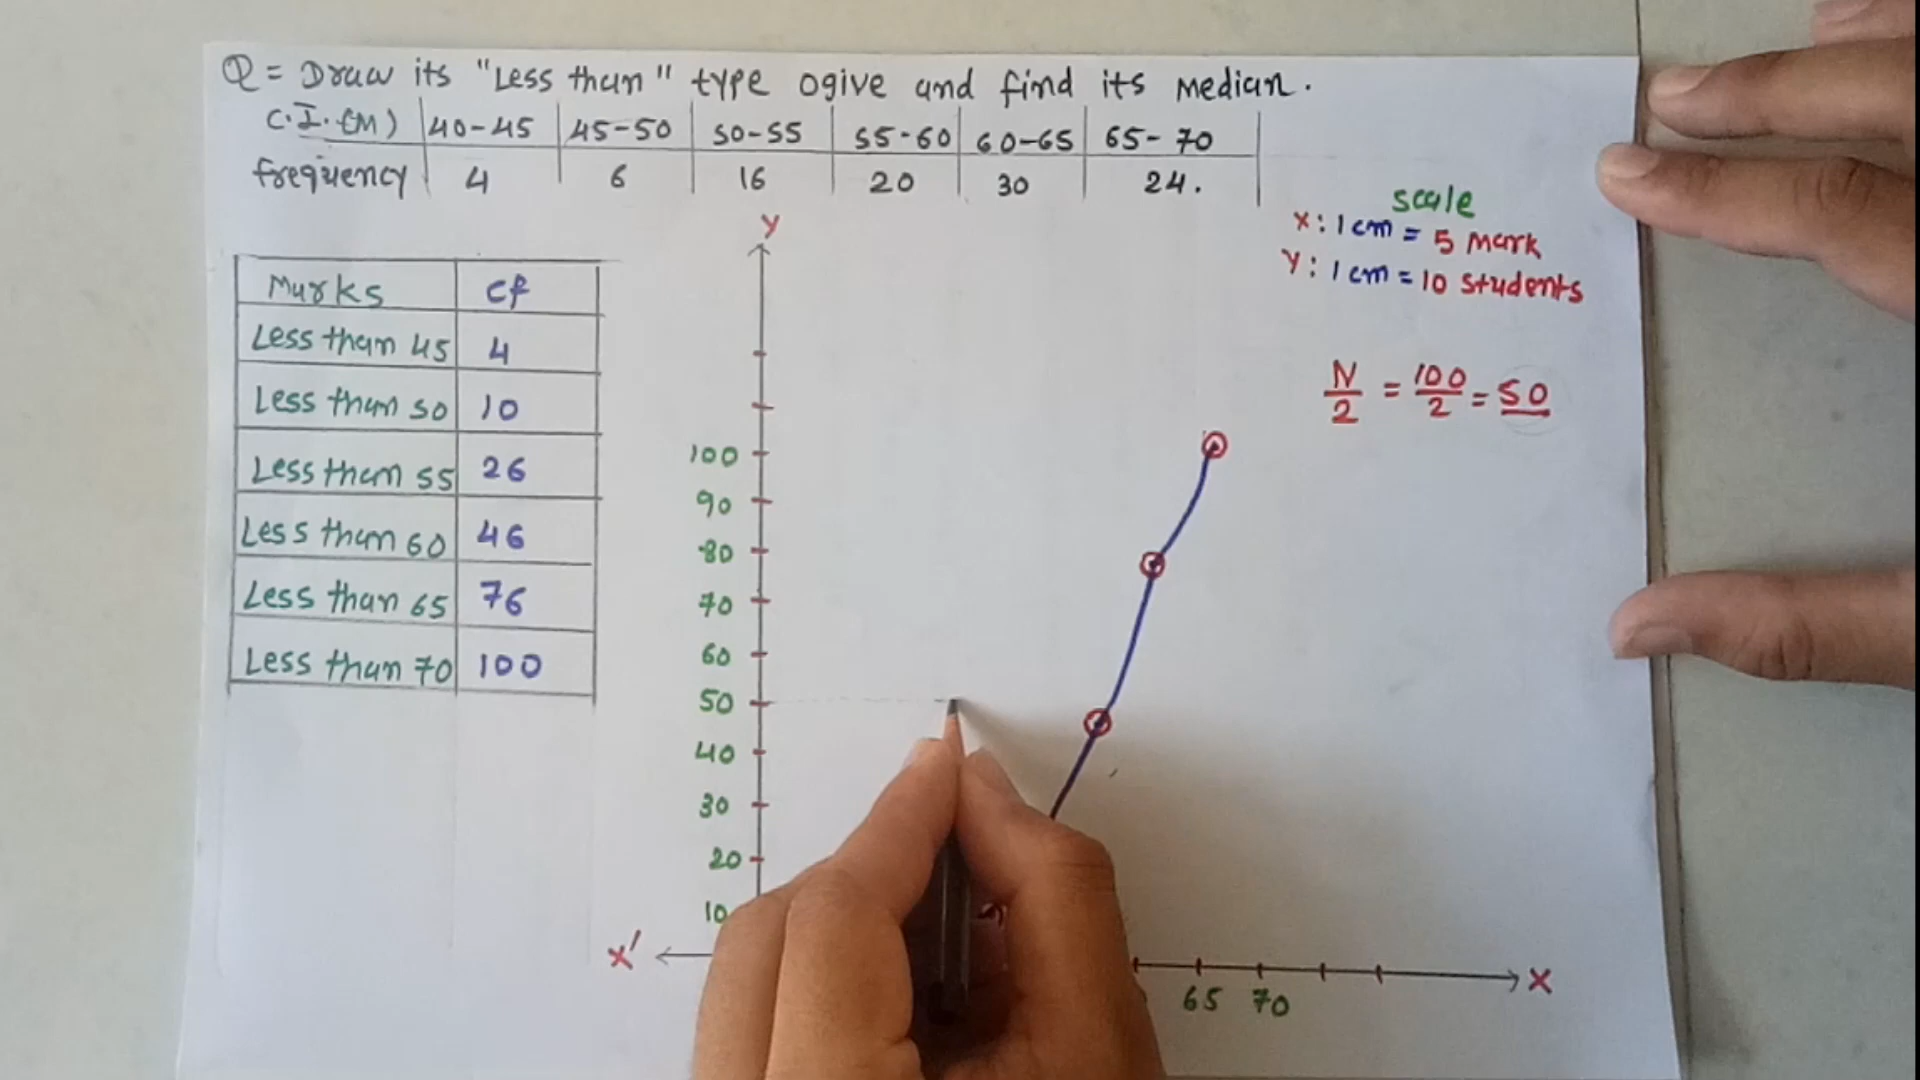 Q = Draw its "Less than" type ogive and find its median.
C.I.(M) 40-45 45-50 50-55 55-60 60-65 65-70
frequency 4 6 16 20 30 24.
scale
X: 1 cm = 5 mark
Y: 1 cm = 10 students
Marks cf
Less than 45 4
Less than 50 10
Less than 55 26
Less than 60 46
Less than 65 76
Less than 70 100
N/2 = 100/2 = 50
Y
100
90
80
70
60
50
40
30
20
10
X' X
65 70